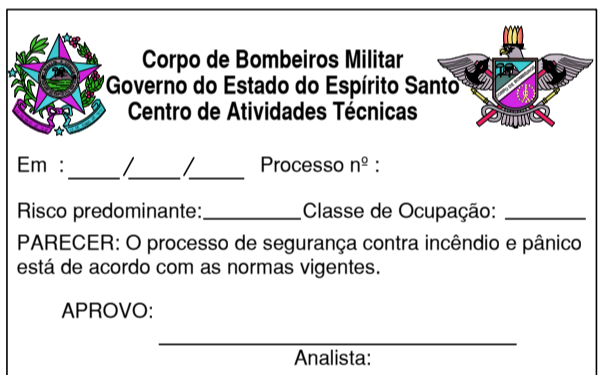 Corpo de Bombeiros Militar
Governo do Estado do Espírito Santo
Centro de Atividades Técnicas
Em : ____ /____ /____ Processo nº :
Risco predominante:________ Classe de Ocupação: _______
PARECER: O processo de segurança contra incêndio e pânico
está de acordo com as normas vigentes.
APROVO:
Analista: